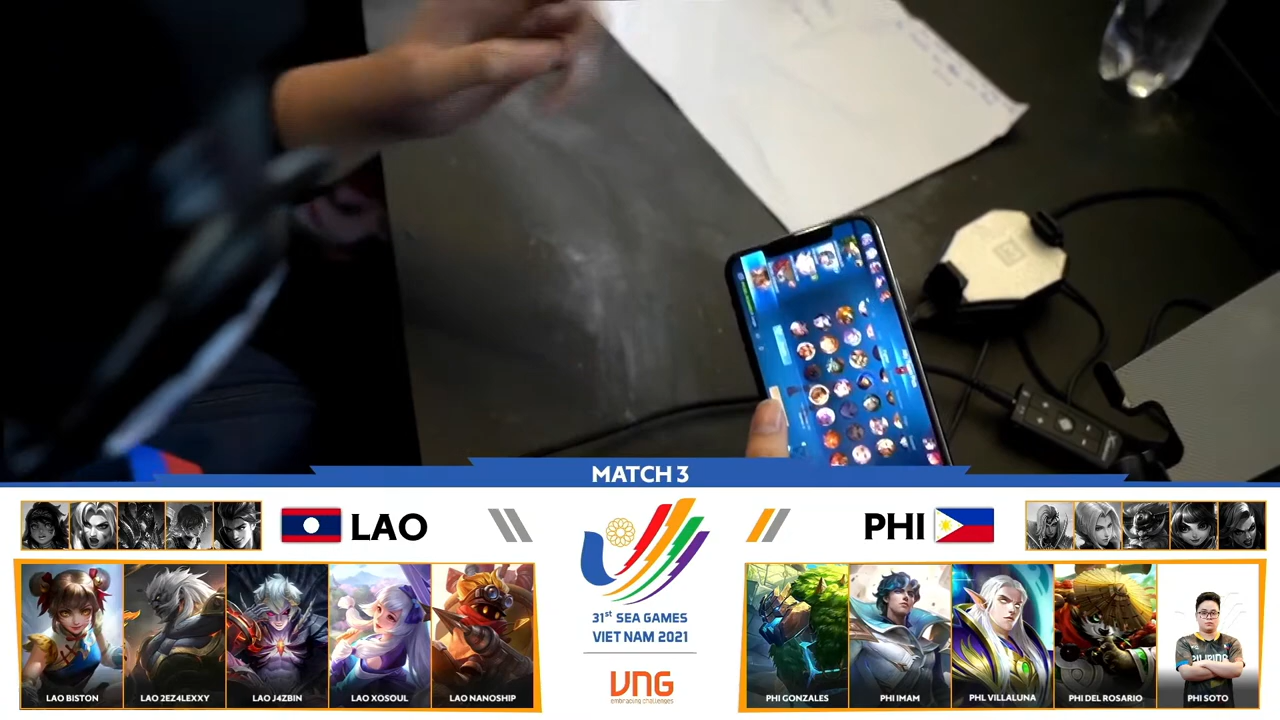 MATCH 3
LAO
PHI
31st SEA GAMES
VIET NAM 2021
VNG
embracing challenges
LAO BISTON
LAO 2EZ4LEXXY
LAO J4ZBIN
LAO XOSOUL
LAO NANOSHIP
PHI GONZALES
PHI IMAM
PHL VILLALUNA
PHI DEL ROSARIO
PHI SOTO